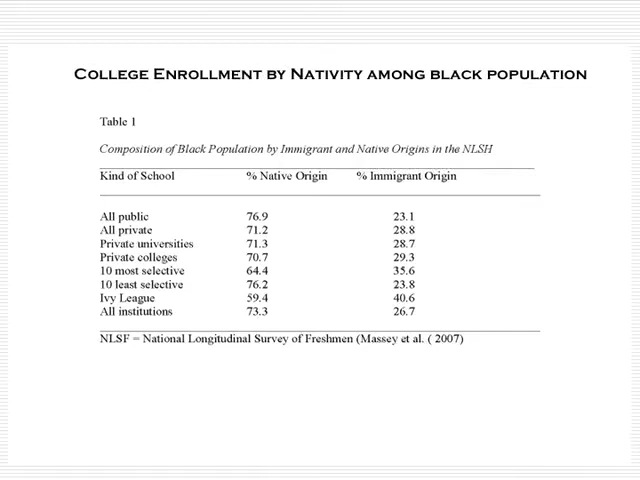 College Enrollment by Nativity among black population
Table 1
Composition of Black Population by Immigrant and Native Origins in the NLSH
Kind of School % Native Origin % Immigrant Origin
All public 76.9 23.1
All private 71.2 28.8
Private universities 71.3 28.7
Private colleges 70.7 29.3
10 most selective 64.4 35.6
10 least selective 76.2 23.8
Ivy League 59.4 40.6
All institutions 73.3 26.7
NLSF = National Longitudinal Survey of Freshmen (Massey et al. ( 2007)